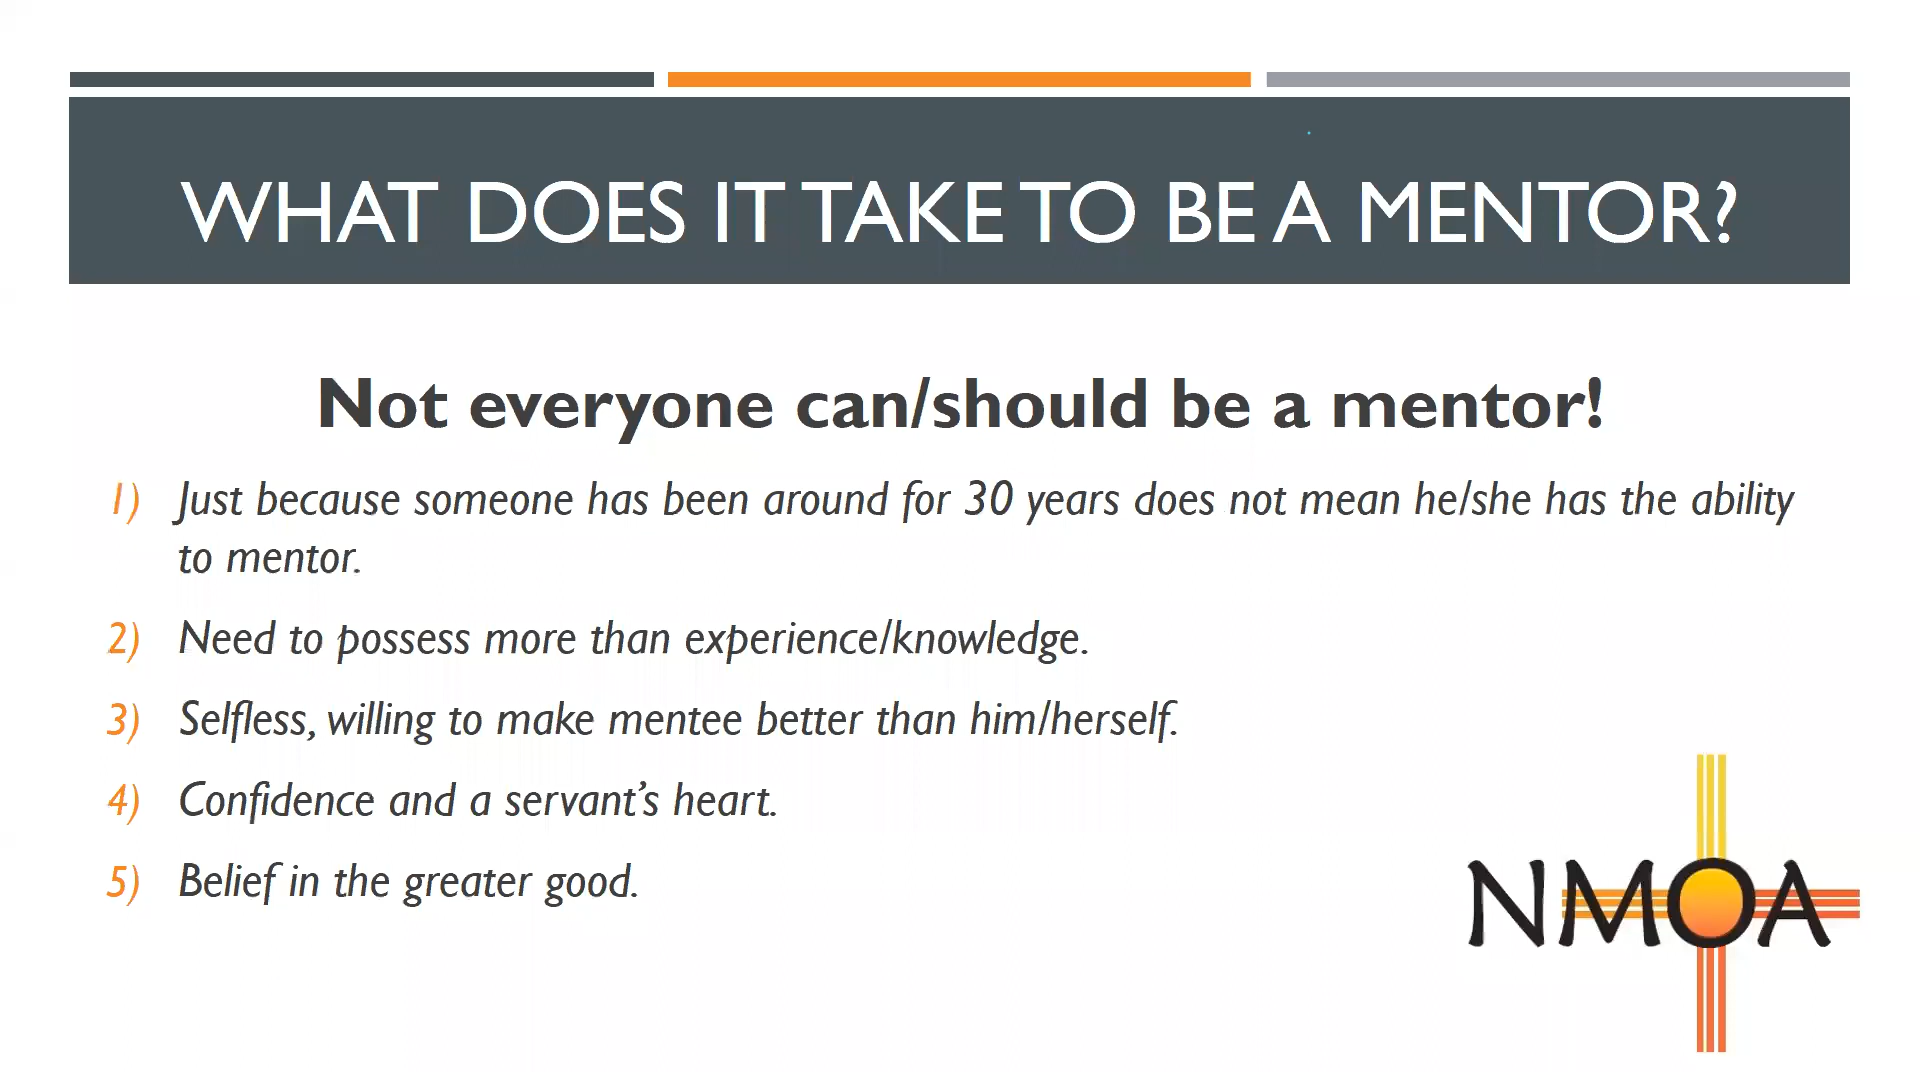 WHAT DOES IT TAKE TO BE A MENTOR?
Not everyone can/should be a mentor!
1) Just because someone has been around for 30 years does not mean he/she has the ability
to mentor.
2) Need to possess more than experience/knowledge.
3) Selfless, willing to make mentee better than him/herself.
4) Confidence and a servant’s heart.
5) Belief in the greater good.
NMOA